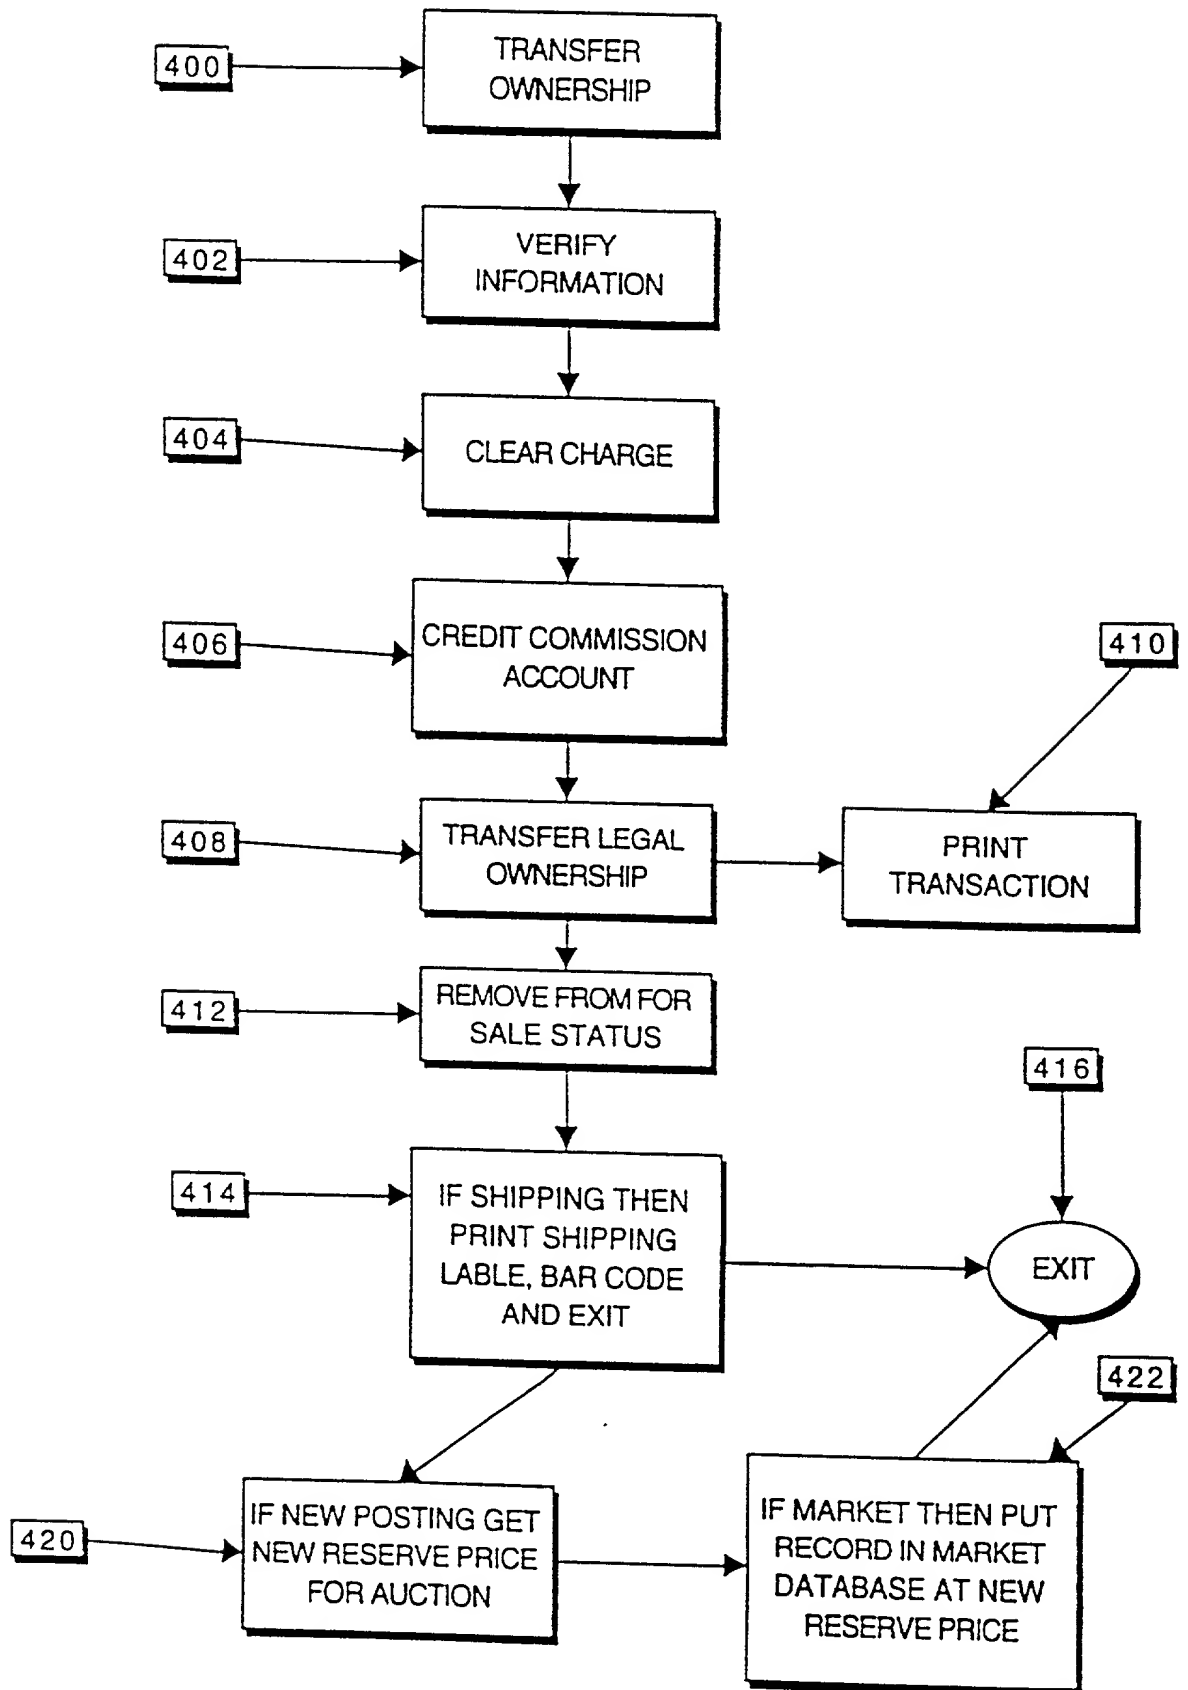 400
TRANSFER
OWNERSHIP
402
VERIFY
INFORMATION
404
CLEAR CHARGE
406
CREDIT COMMISSION
ACCOUNT
410
408
TRANSFER LEGAL
OWNERSHIP
PRINT
TRANSACTION
412
REMOVE FROM FOR
SALE STATUS
416
414
IF SHIPPING THEN
PRINT SHIPPING
LABLE, BAR CODE
AND EXIT
EXIT
422
420
IF NEW POSTING GET
NEW RESERVE PRICE
FOR AUCTION
IF MARKET THEN PUT
RECORD IN MARKET
DATABASE AT NEW
RESERVE PRICE